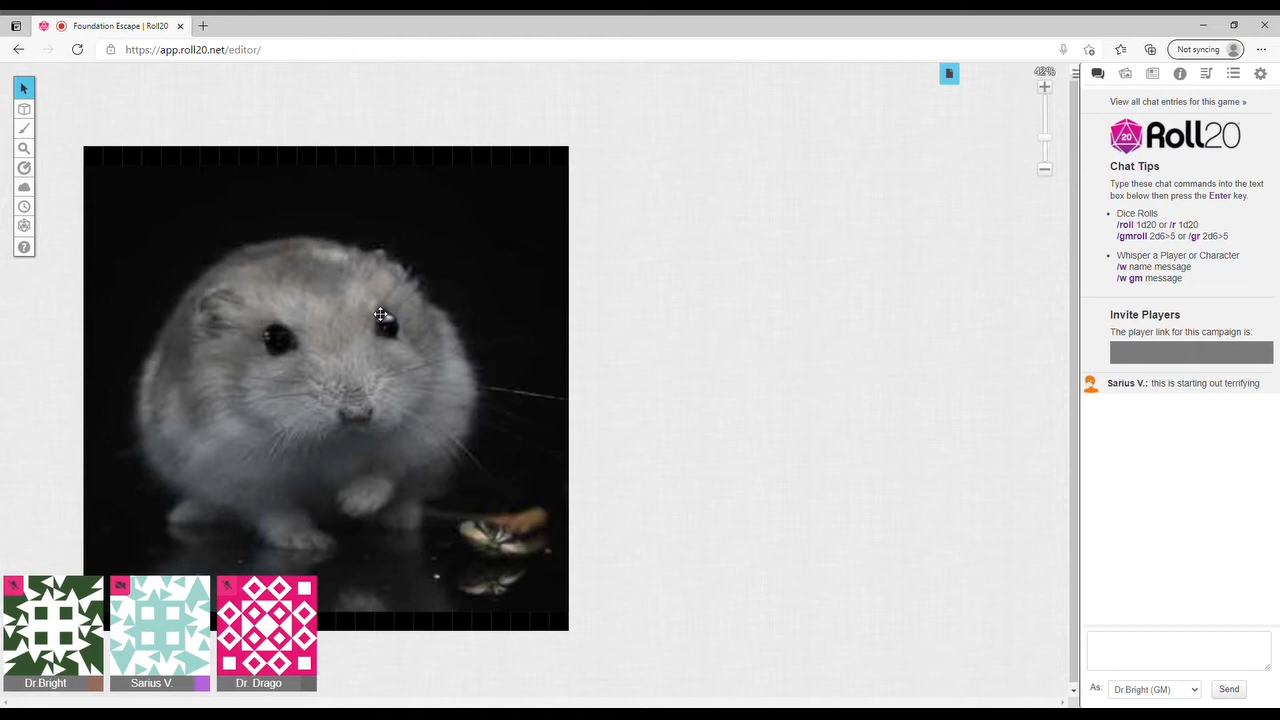 Foundation Escape | Roll20
https://app.roll20.net/editor/
Not syncing
42%
View all chat entries for this game »
20
Roll20
Chat Tips
Type these chat commands into the text
box below then press the Enter key.
Dice Rolls
/roll 1d20 or /r 1d20
/gmroll 2d6>5 or /gr 2d6>5
Whisper a Player or Character
/w name message
/w gm message
Invite Players
The player link for this campaign is:
Sarius V.: this is starting out terrifying
Dr.Bright
Sarius V.
Dr. Drago
As:
Dr.Bright (GM)
Send